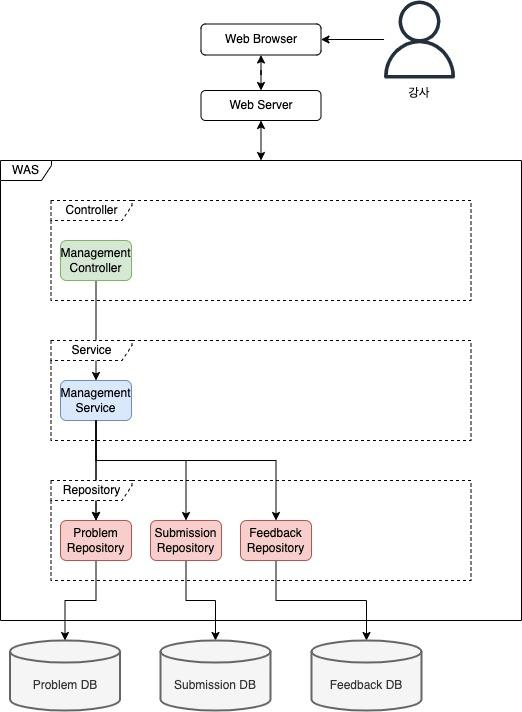 Web Browser
강사
Web Server
WAS
Controller
Management
Controller
Service
Management
Service
Repository
Problem
Repository
Submission
Repository
Feedback
Repository
Problem DB
Submission DB
Feedback DB